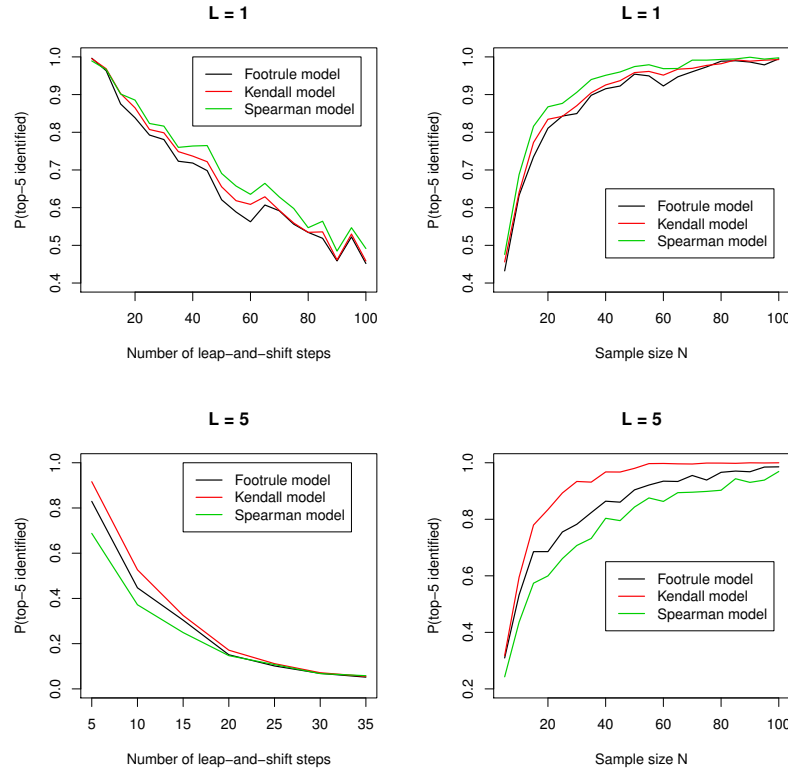 L = 1
P(top-5 identified)
1.0
0.9
0.8
0.7
0.6
0.5
0.4
Footrule model
Kendall model
Spearman model
20 40 60 80 100
Number of leap-and-shift steps
L = 1
P(top-5 identified)
1.0
0.9
0.8
0.7
0.6
0.5
0.4
Footrule model
Kendall model
Spearman model
20 40 60 80 100
Sample size N
L = 5
P(top-5 identified)
1.0
0.8
0.6
0.4
0.2
0.0
Footrule model
Kendall model
Spearman model
5 10 15 20 25 30 35
Number of leap-and-shift steps
L = 5
P(top-5 identified)
1.0
0.8
0.6
0.4
0.2
Footrule model
Kendall model
Spearman model
20 40 60 80 100
Sample size N